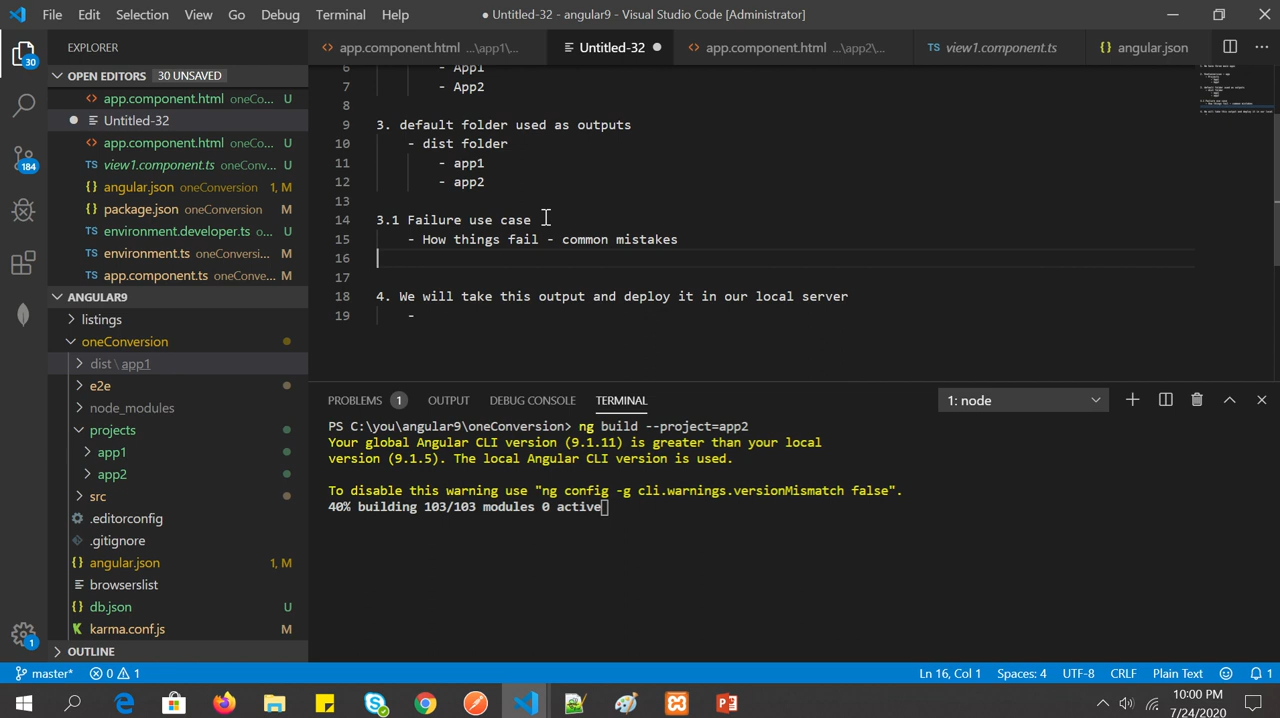 File Edit Selection View Go Debug Terminal Help
● Untitled-32 - angular9 - Visual Studio Code [Administrator]
EXPLORER
app.component.html ...\app1\...
Untitled-32
app.component.html ...\app2\...
TS view1.component.ts
{} angular.json
30
OPEN EDITORS 30 UNSAVED
app.component.html oneCo... U
Untitled-32
app.component.html oneCo... U
TS view1.component.ts oneConv... U
{} angular.json oneConversion 1, M
package.json oneConversion M
TS environment.developer.ts o... U
TS environment.ts oneConversi... M
TS app.component.ts oneConve... M
184
ANGULAR9
listings
oneConversion
dist \ app1
e2e
node_modules
projects
app1
app2
src
.editorconfig
.gitignore
{} angular.json 1, M
browserslist
{} db.json U
karma.conf.js M
OUTLINE
1
6 - App1
7 - App2
8
9 3. default folder used as outputs
10 - dist folder
11 - app1
12 - app2
13
14 3.1 Failure use case
15 - How things fail - common mistakes
16
17
18 4. We will take this output and deploy it in our local server
19 -
PROBLEMS 1 OUTPUT DEBUG CONSOLE TERMINAL 1: node
PS C:\you\angular9\oneConversion> ng build --project=app2
Your global Angular CLI version (9.1.11) is greater than your local
version (9.1.5). The local Angular CLI version is used.
To disable this warning use "ng config -g cli.warnings.versionMismatch false".
40% building 103/103 modules 0 active
master* 0 1 Ln 16, Col 1 Spaces: 4 UTF-8 CRLF Plain Text 1
10:00 PM
7/24/2020